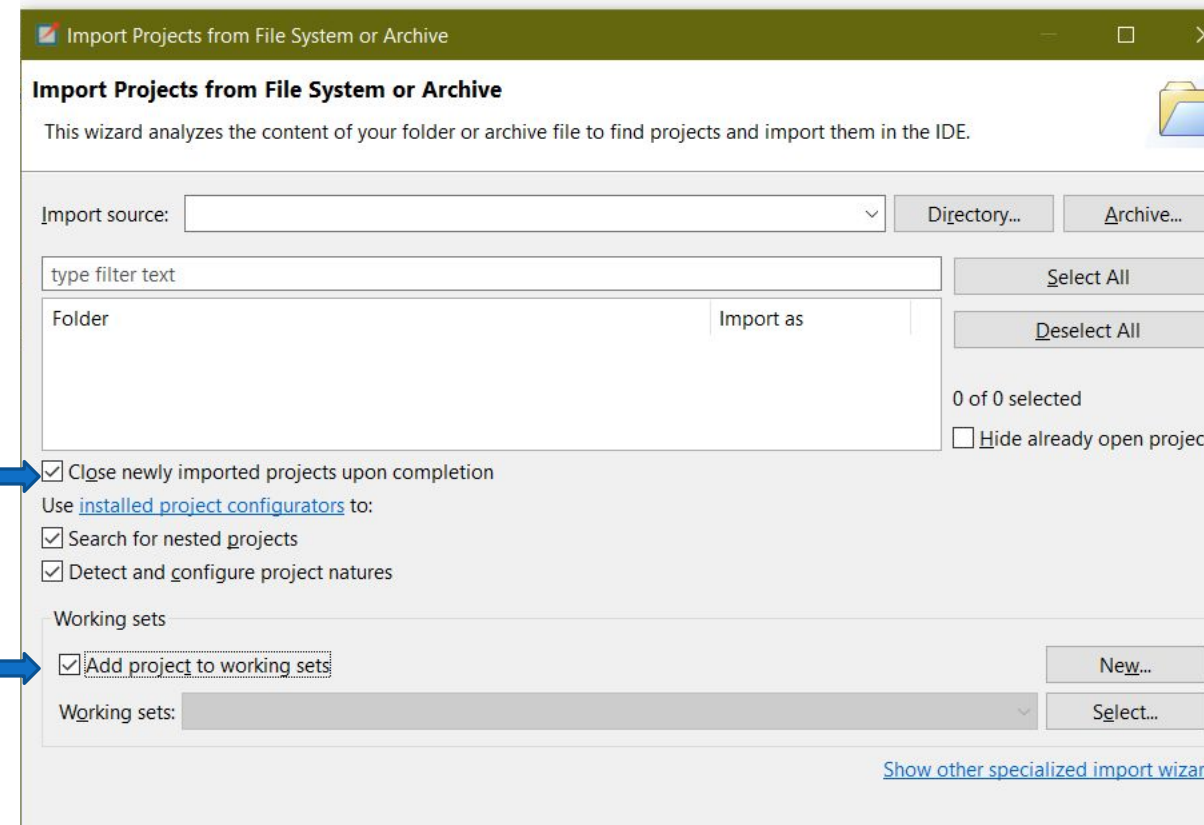 Import Projects from File System or Archive
Import Projects from File System or Archive
This wizard analyzes the content of your folder or archive file to find projects and import them in the IDE.
Import source: Directory... Archive...
type filter text Select All
Folder Import as
Deselect All
0 of 0 selected
Hide already open projec
Close newly imported projects upon completion
Use installed project configurators to:
Search for nested projects
Detect and configure project natures
Working sets
Add project to working sets New...
Working sets: Select...
Show other specialized import wizar